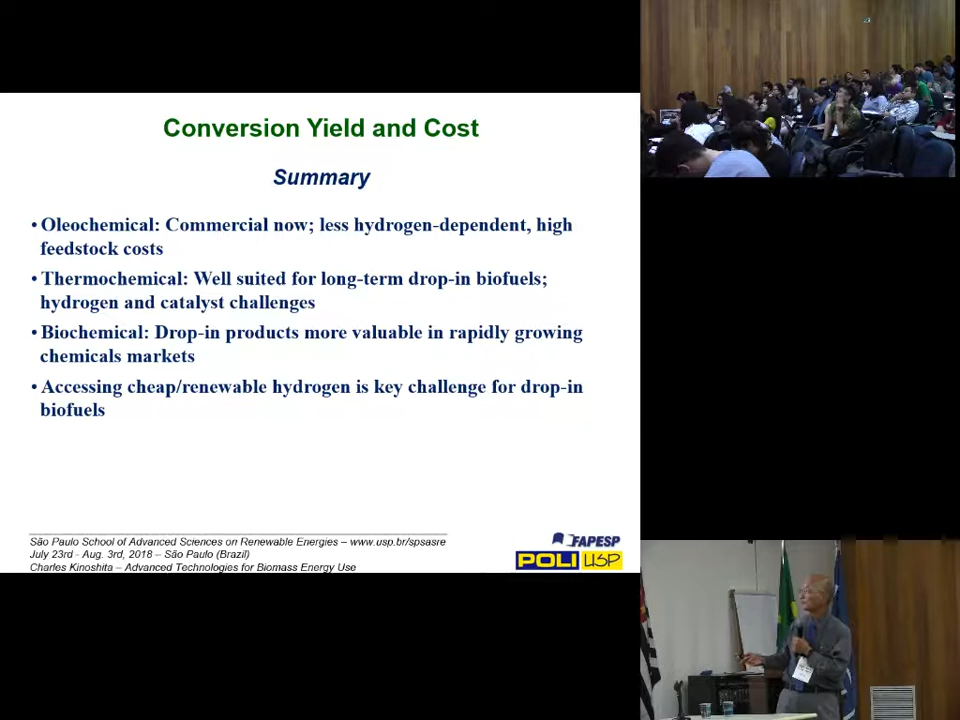 Conversion Yield and Cost
Summary
• Oleochemical: Commercial now; less hydrogen-dependent, high
feedstock costs
• Thermochemical: Well suited for long-term drop-in biofuels;
hydrogen and catalyst challenges
• Biochemical: Drop-in products more valuable in rapidly growing
chemicals markets
• Accessing cheap/renewable hydrogen is key challenge for drop-in
biofuels
São Paulo School of Advanced Sciences on Renewable Energies – www.usp.br/spsasre
July 23rd - Aug. 3rd, 2018 – São Paulo (Brazil)
Charles Kinoshita – Advanced Technologies for Biomass Energy Use
FAPESP
POLI USP